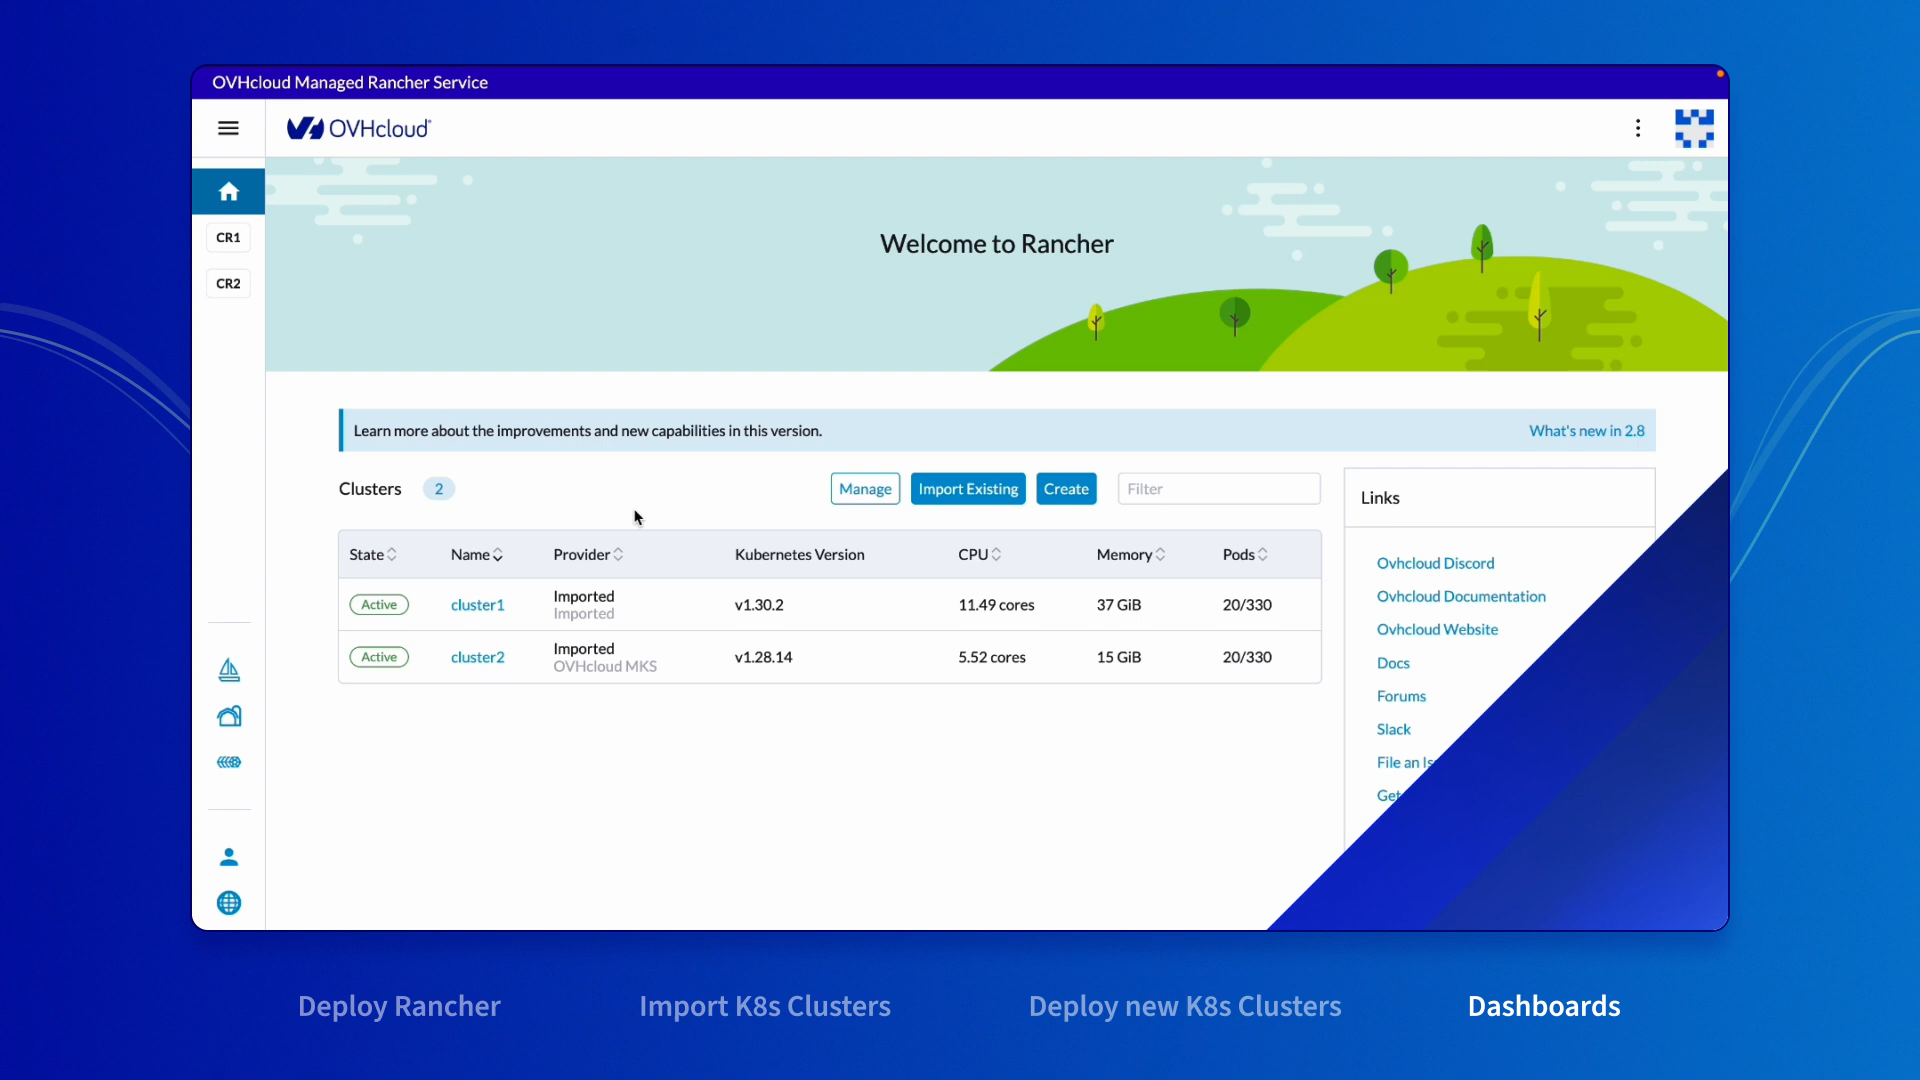 OVHcloud Managed Rancher Service
OVHcloud
CR1
CR2
Welcome to Rancher
Learn more about the improvements and new capabilities in this version.
What's new in 2.8
Clusters 2
Manage
Import Existing
Create
Filter
State Name Provider Kubernetes Version CPU Memory Pods
Active cluster1 Imported v1.30.2 11.49 cores 37 GiB 20/330
Imported
Active cluster2 Imported v1.28.14 5.52 cores 15 GiB 20/330
OVHcloud MKS
Links
Ovhcloud Discord
Ovhcloud Documentation
Ovhcloud Website
Docs
Forums
Slack
File an
Get
Deploy Rancher
Import K8s Clusters
Deploy new K8s Clusters
Dashboards